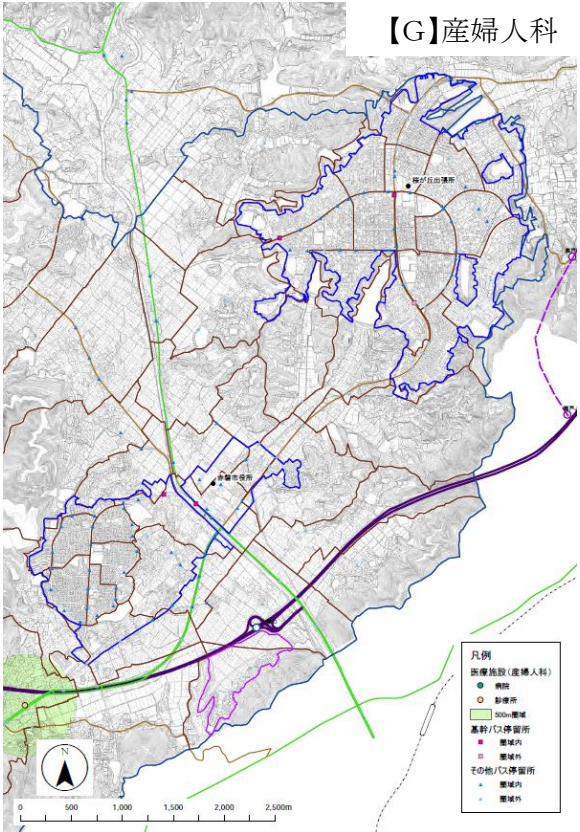 【G】産婦人科
桜が丘出張所
赤磐市役所
凡例
医療施設(産婦人科)
病院
診療所
500m圏域
基幹バス停留所
圏域内
圏域外
その他バス停留所
圏域内
圏域外
N
0 500 1,000 1,500 2,000 2,500m